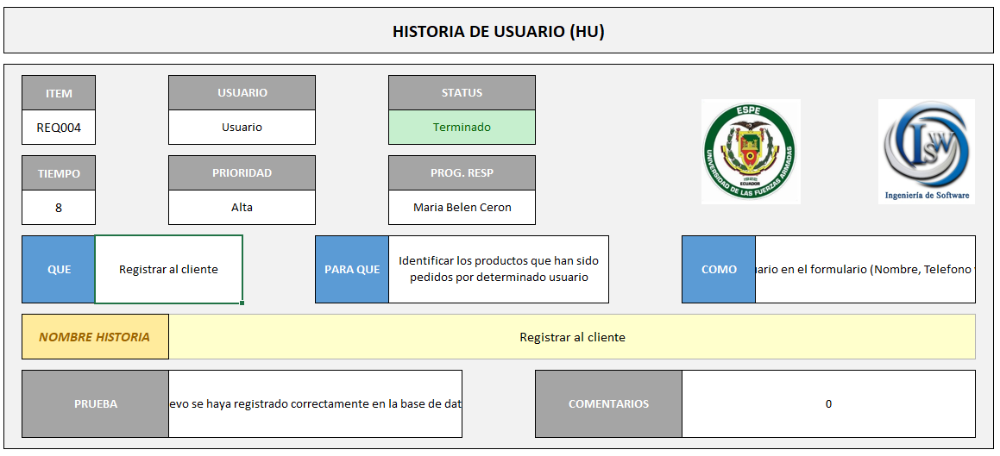 HISTORIA DE USUARIO (HU)
ITEM
USUARIO
STATUS
REQ004
Usuario
Terminado
TIEMPO
PRIORIDAD
PROG. RESP
8
Alta
Maria Belen Ceron
ESPE
UNIVERSIDAD DE LAS FUERZAS ARMADAS
ECUADOR
ISW
Ingeniería de Software
QUE
Registrar al cliente
PARA QUE
Identificar los productos que han sido
pedidos por determinado usuario
COMO
en el formulario (Nombre, Telefono
NOMBRE HISTORIA
Registrar al cliente
PRUEBA
se haya registrado correctamente en la base de
COMENTARIOS
0